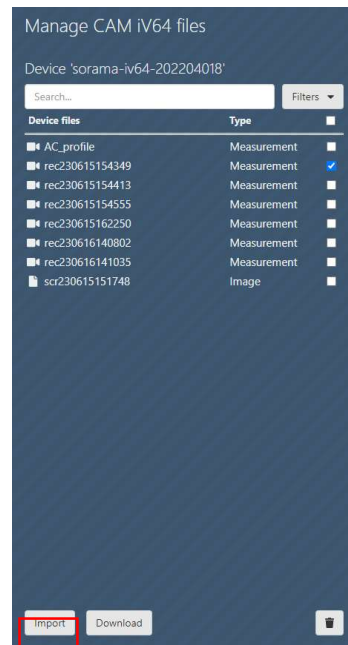 Manage CAM iV64 files
Device 'sorama-iv64-202204018'
Search... Filters
Device files Type
AC_profile Measurement
rec230615154349 Measurement
rec230615154413 Measurement
rec230615154555 Measurement
rec230615162250 Measurement
rec230616140802 Measurement
rec230616141035 Measurement
scr230615151748 Image
Import Download